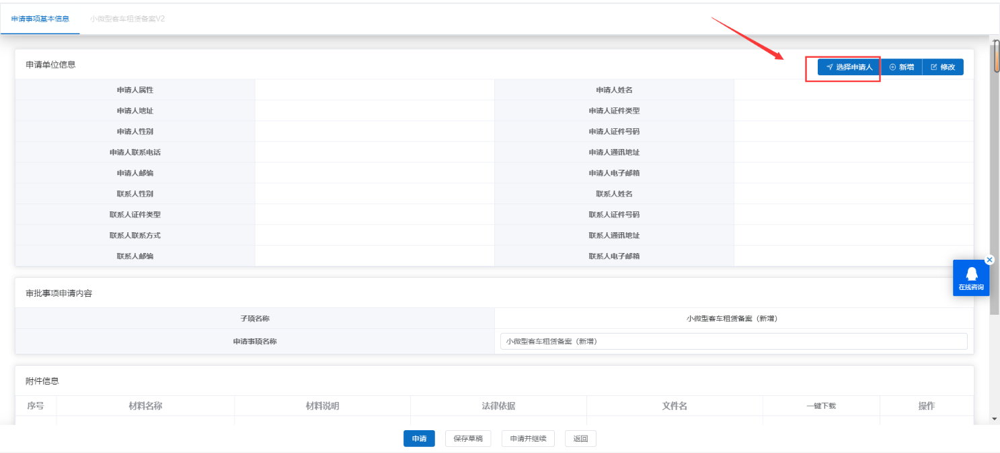 申请事项基本信息 小微型客车租赁备案V2
申请单位信息 选择申请人 新增 修改
申请人属性 申请人姓名
申请人地址 申请人证件类型
申请人性别 申请人证件号码
申请人联系电话 申请人通讯地址
申请人邮编 申请人电子邮箱
联系人性别 联系人姓名
联系人证件类型 联系人证件号码
联系人联系方式 联系人通讯地址
联系人邮编 联系人电子邮箱
在线咨询
审批事项申请内容
子项名称 小微型客车租赁备案（新增）
申请事项名称 小微型客车租赁备案（新增）
附件信息
序号 材料名称 材料说明 法律依据 文件名 一键下载 操作
申请 保存草稿 申请并继续 返回